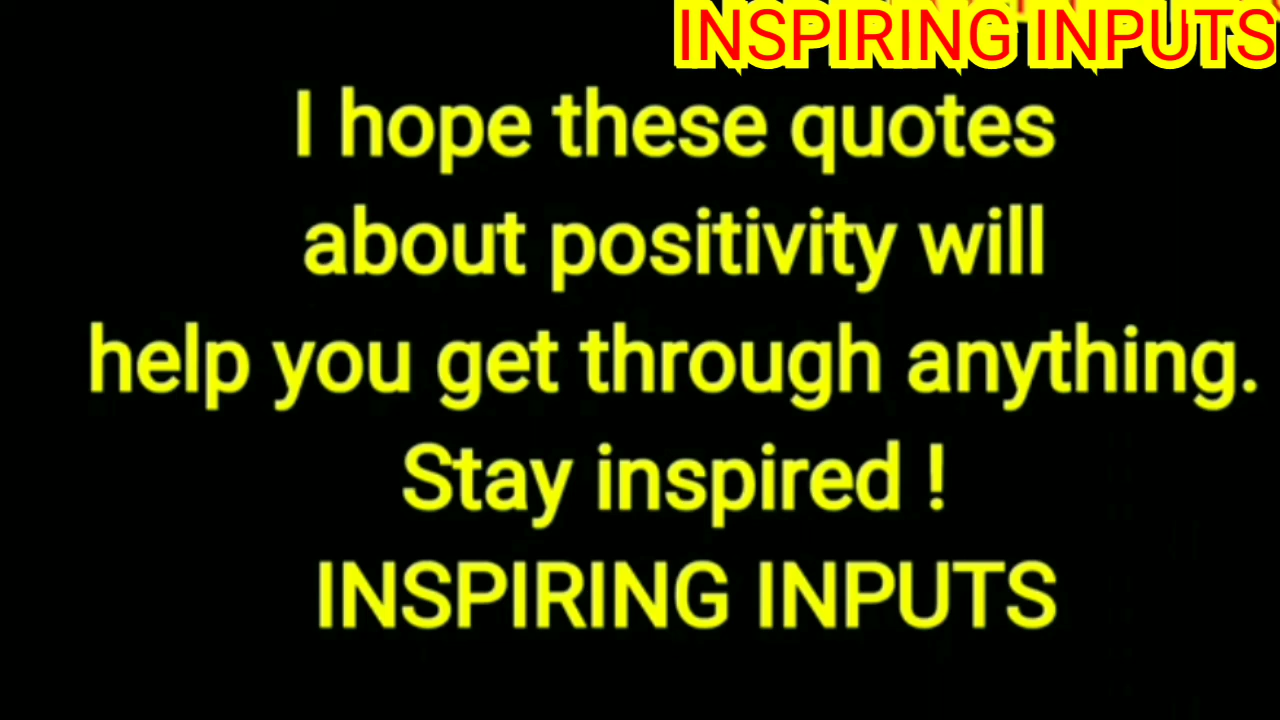 INSPIRING INPUTS
I hope these quotes
about positivity will
help you get through anything.
Stay inspired !
INSPIRING INPUTS